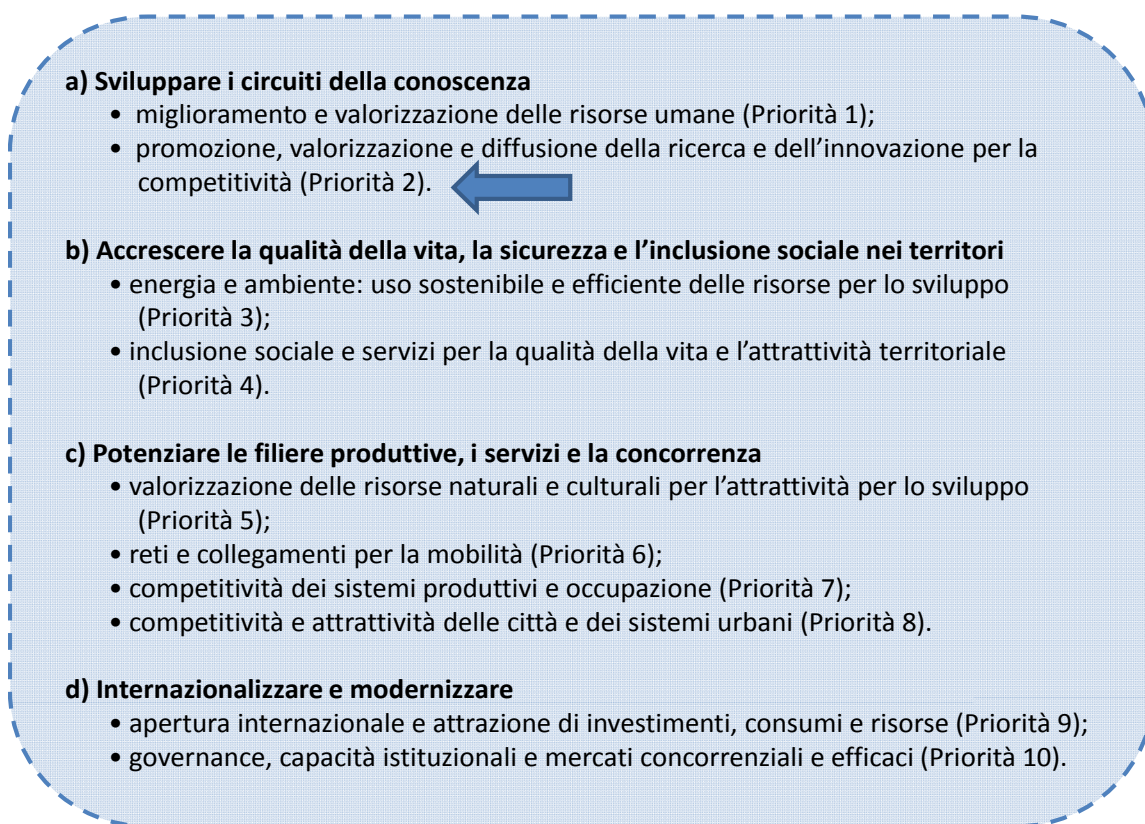 a) Sviluppare i circuiti della conoscenza
• miglioramento e valorizzazione delle risorse umane (Priorità 1);
• promozione, valorizzazione e diffusione della ricerca e dell’innovazione per la
competitività (Priorità 2).
b) Accrescere la qualità della vita, la sicurezza e l’inclusione sociale nei territori
• energia e ambiente: uso sostenibile e efficiente delle risorse per lo sviluppo
(Priorità 3);
• inclusione sociale e servizi per la qualità della vita e l’attrattività territoriale
(Priorità 4).
c) Potenziare le filiere produttive, i servizi e la concorrenza
• valorizzazione delle risorse naturali e culturali per l’attrattività per lo sviluppo
(Priorità 5);
• reti e collegamenti per la mobilità (Priorità 6);
• competitività dei sistemi produttivi e occupazione (Priorità 7);
• competitività e attrattività delle città e dei sistemi urbani (Priorità 8).
d) Internazionalizzare e modernizzare
• apertura internazionale e attrazione di investimenti, consumi e risorse (Priorità 9);
• governance, capacità istituzionali e mercati concorrenziali e efficaci (Priorità 10).